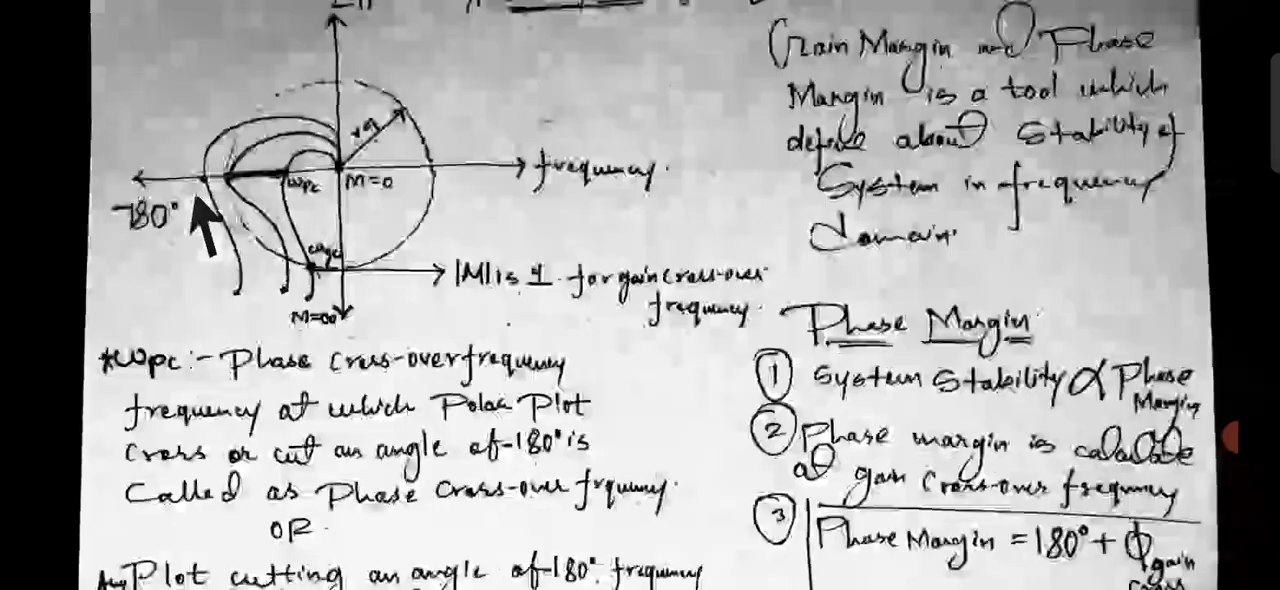 Gain Margin and Phase
Margin is a tool which
define about Stability of
System in frequency
domain.
frequency.
ωpc
M=0
-180°
ωgc
|M| is 1 for gain cross-over
frequency.
M=∞
*ωpc:- Phase Cross-over frequency
frequency at which Polar Plot
Cross or cut an angle of -180° is
Called as Phase Cross-over frquency.
OR
Plot cutting an angle of -180° frequency
Phase Margin
① System Stability ∝ Phase
Margin
② Phase margin is calculate
at gain Cross-over frequency
③ Phase Margin = 180° + Φgain
cross